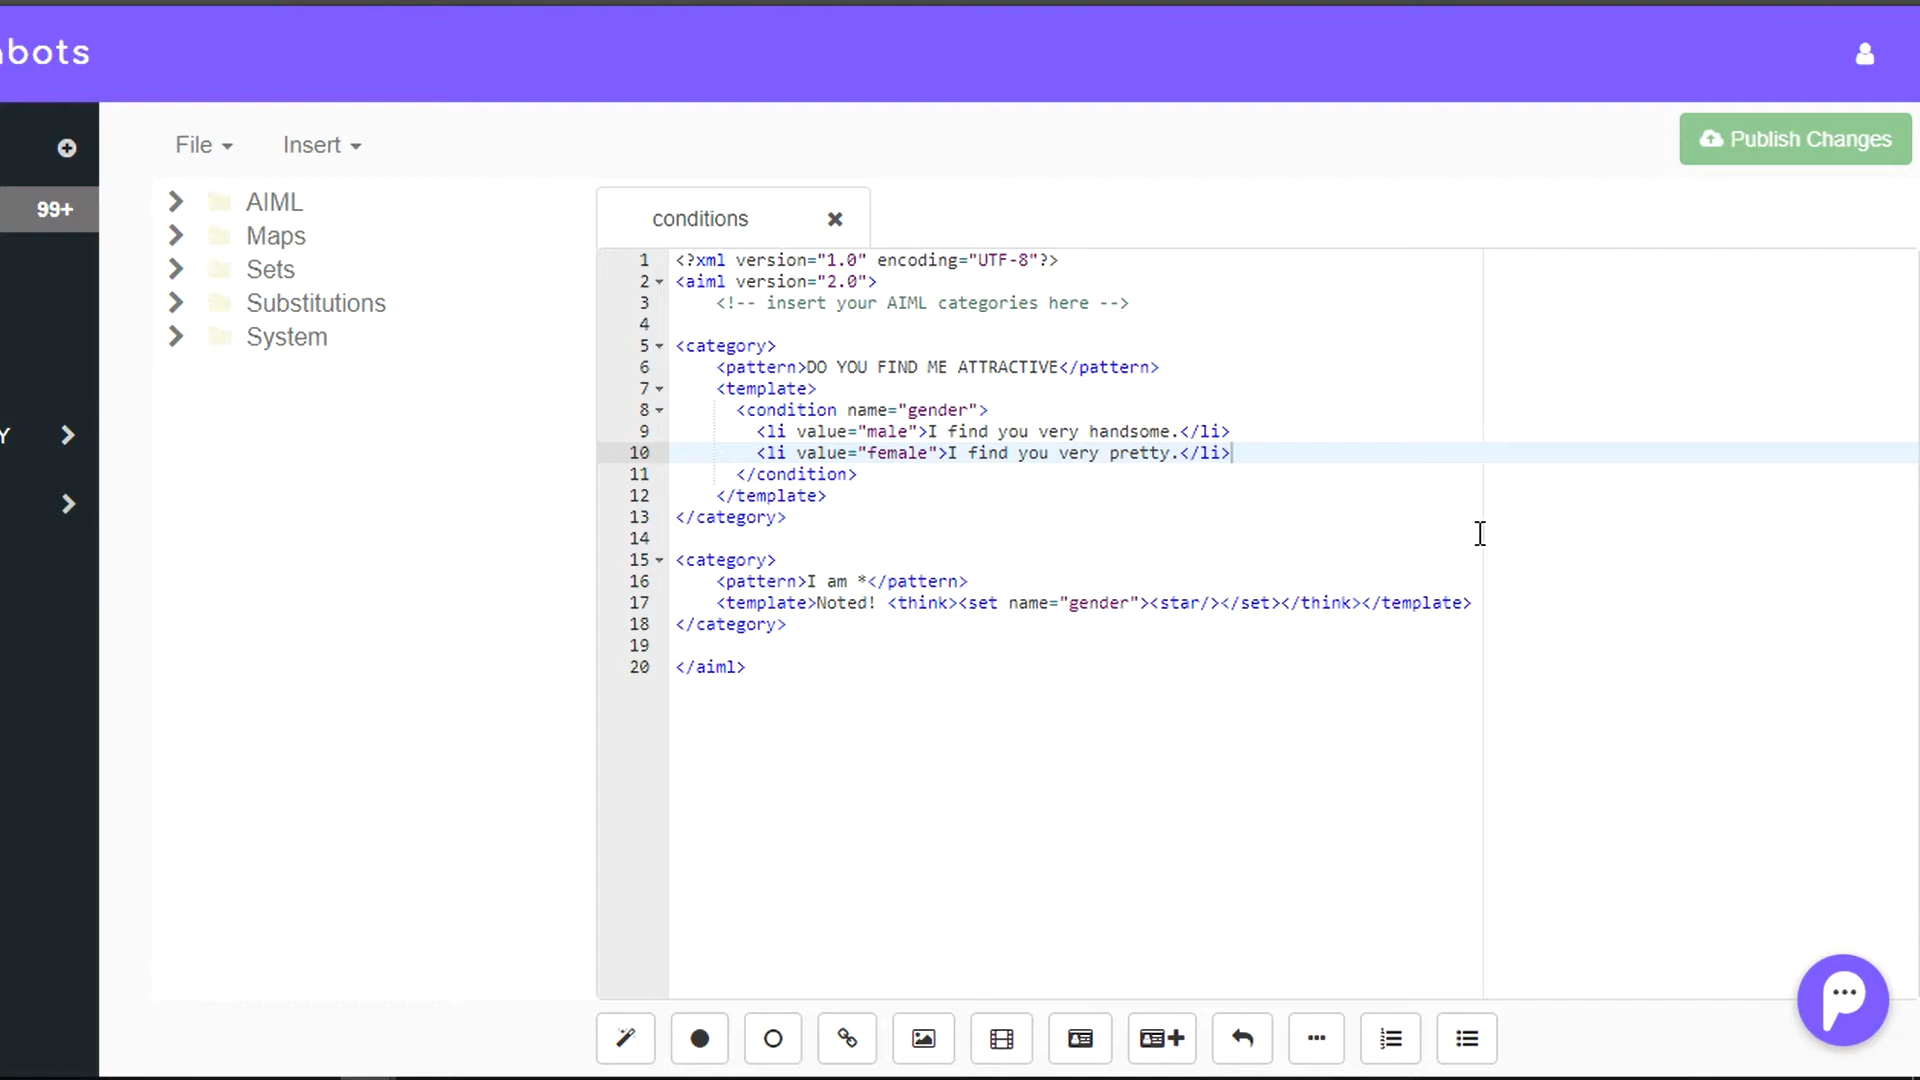 bots
File
Insert
Publish Changes
99+
AIML
Maps
Sets
Substitutions
System
Y
conditions
1 <?xml version="1.0" encoding="UTF-8"?>
2 <aiml version="2.0">
3 <!-- insert your AIML categories here -->
4
5 <category>
6 <pattern>DO YOU FIND ME ATTRACTIVE</pattern>
7 <template>
8 <condition name="gender">
9 <li value="male">I find you very handsome.</li>
10 <li value="female">I find you very pretty.</li>
11 </condition>
12 </template>
13 </category>
14
15 <category>
16 <pattern>I am *</pattern>
17 <template>Noted! <think><set name="gender"><star/></set></think></template>
18 </category>
19
20 </aiml>